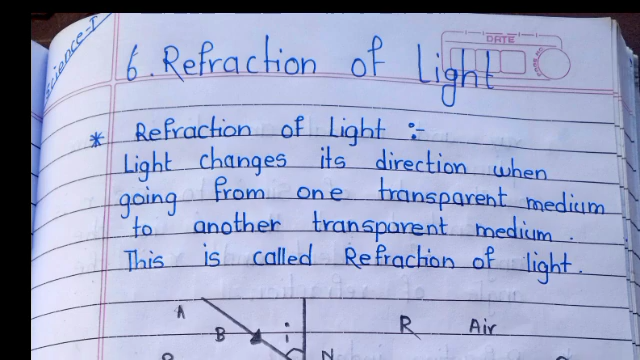 Science-I
DATE
6. Refraction of Light
* Refraction of Light :-
Light changes its direction when
going from one transparent medium
to another transparent medium.
This is called Refraction of light.
A
B i R Air
N